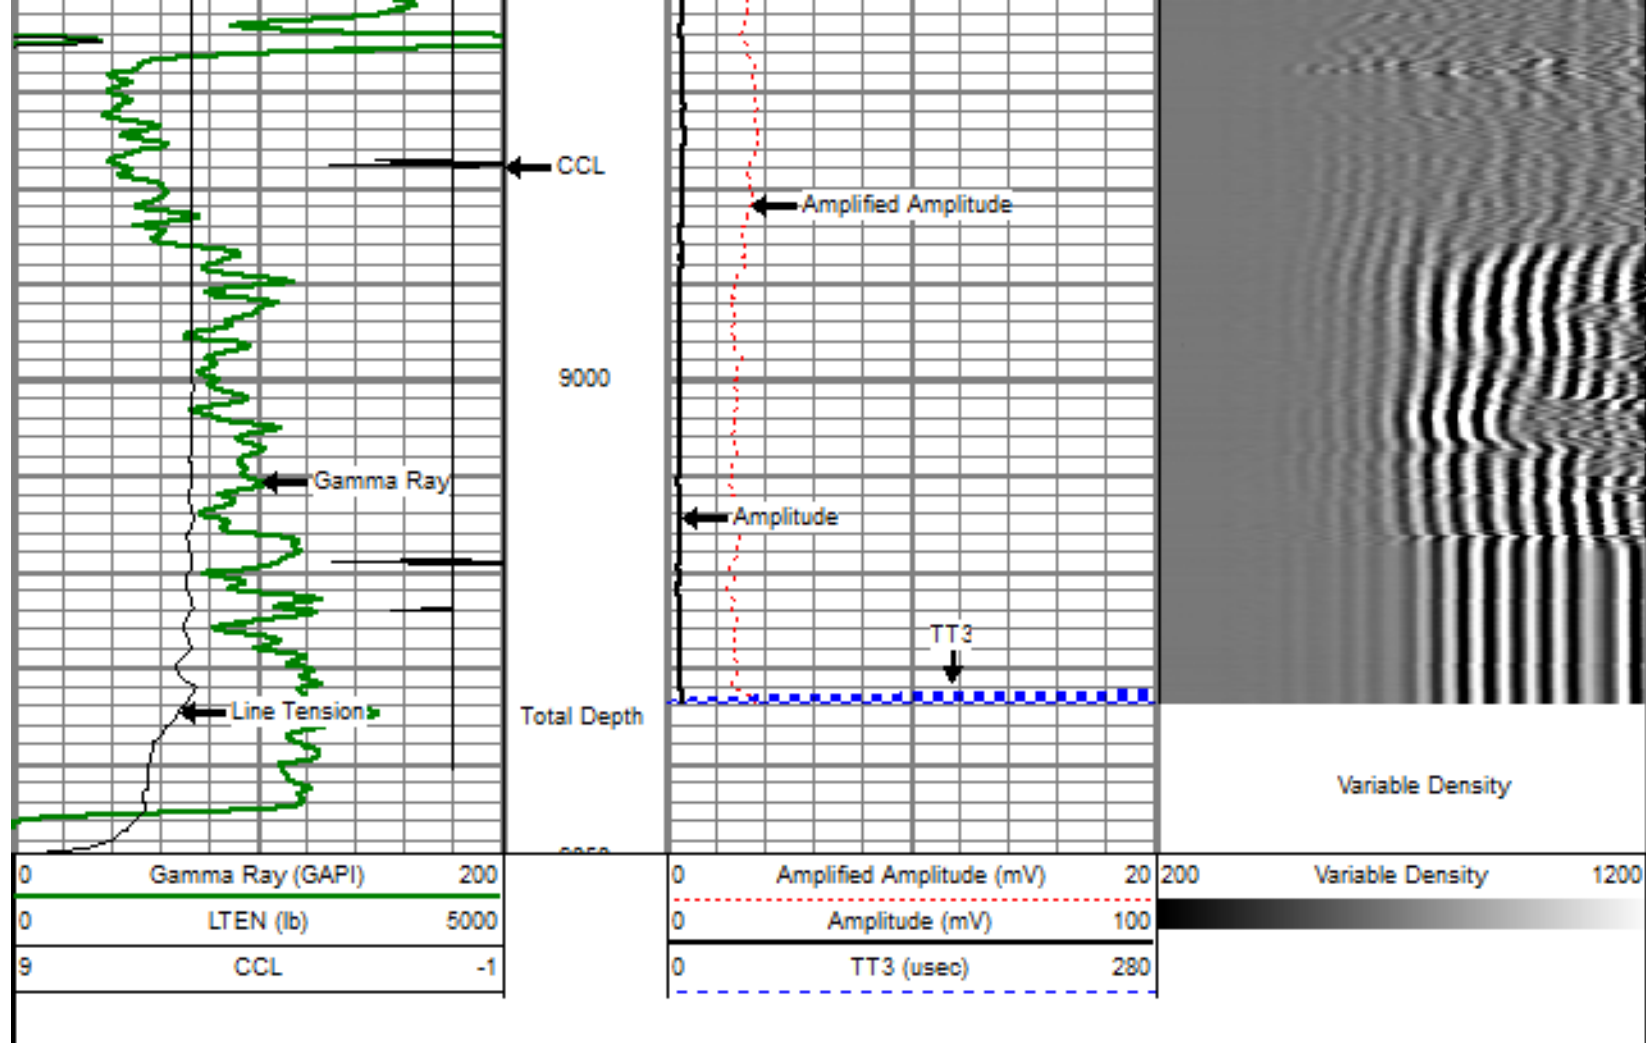 CCL
Amplified Amplitude
9000
Gamma Ray
Amplitude
TT3
Line Tension
Total Depth
Variable Density
0 Gamma Ray (GAPI) 200
0 LTEN (lb) 5000
9 CCL -1
0 Amplified Amplitude (mV) 20
0 Amplitude (mV) 100
0 TT3 (usec) 280
200 Variable Density 1200